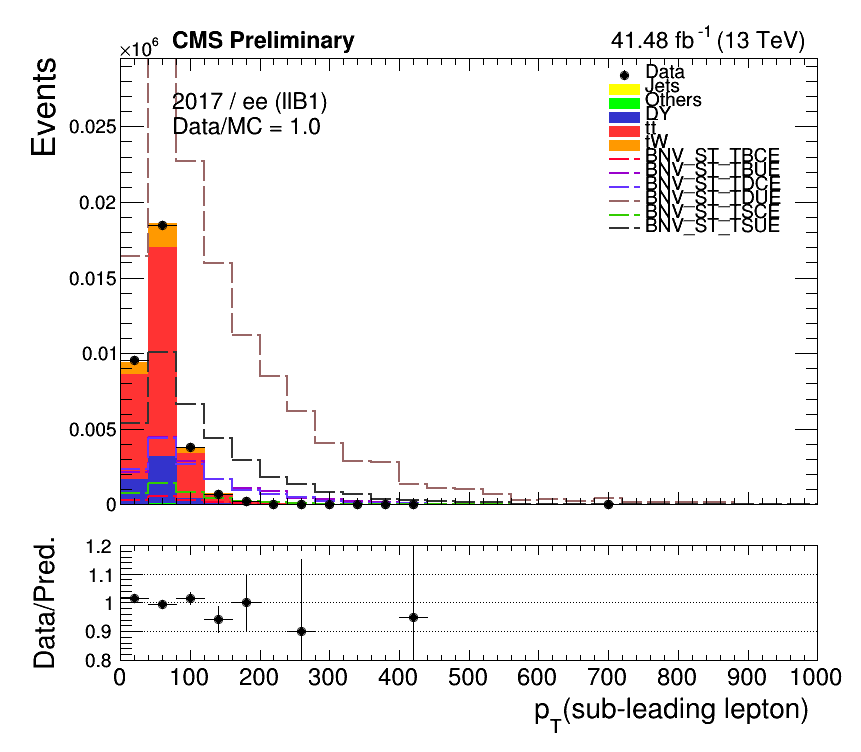 ×10⁶
CMS Preliminary
41.48 fb⁻¹ (13 TeV)
Events
2017 / ee (llB1)
Data/MC = 1.0
Data
Jets
Others
DY
tt
tW
BNV_ST_TBCE
BNV_ST_TBUE
BNV_ST_TDCE
BNV_ST_TDUE
BNV_ST_TSCE
BNV_ST_TSUE
0.025
0.02
0.015
0.01
0.005
0
Data/Pred.
1.2
1.1
1
0.9
0.8
0 100 200 300 400 500 600 700 800 900 1000
p_T(sub-leading lepton)